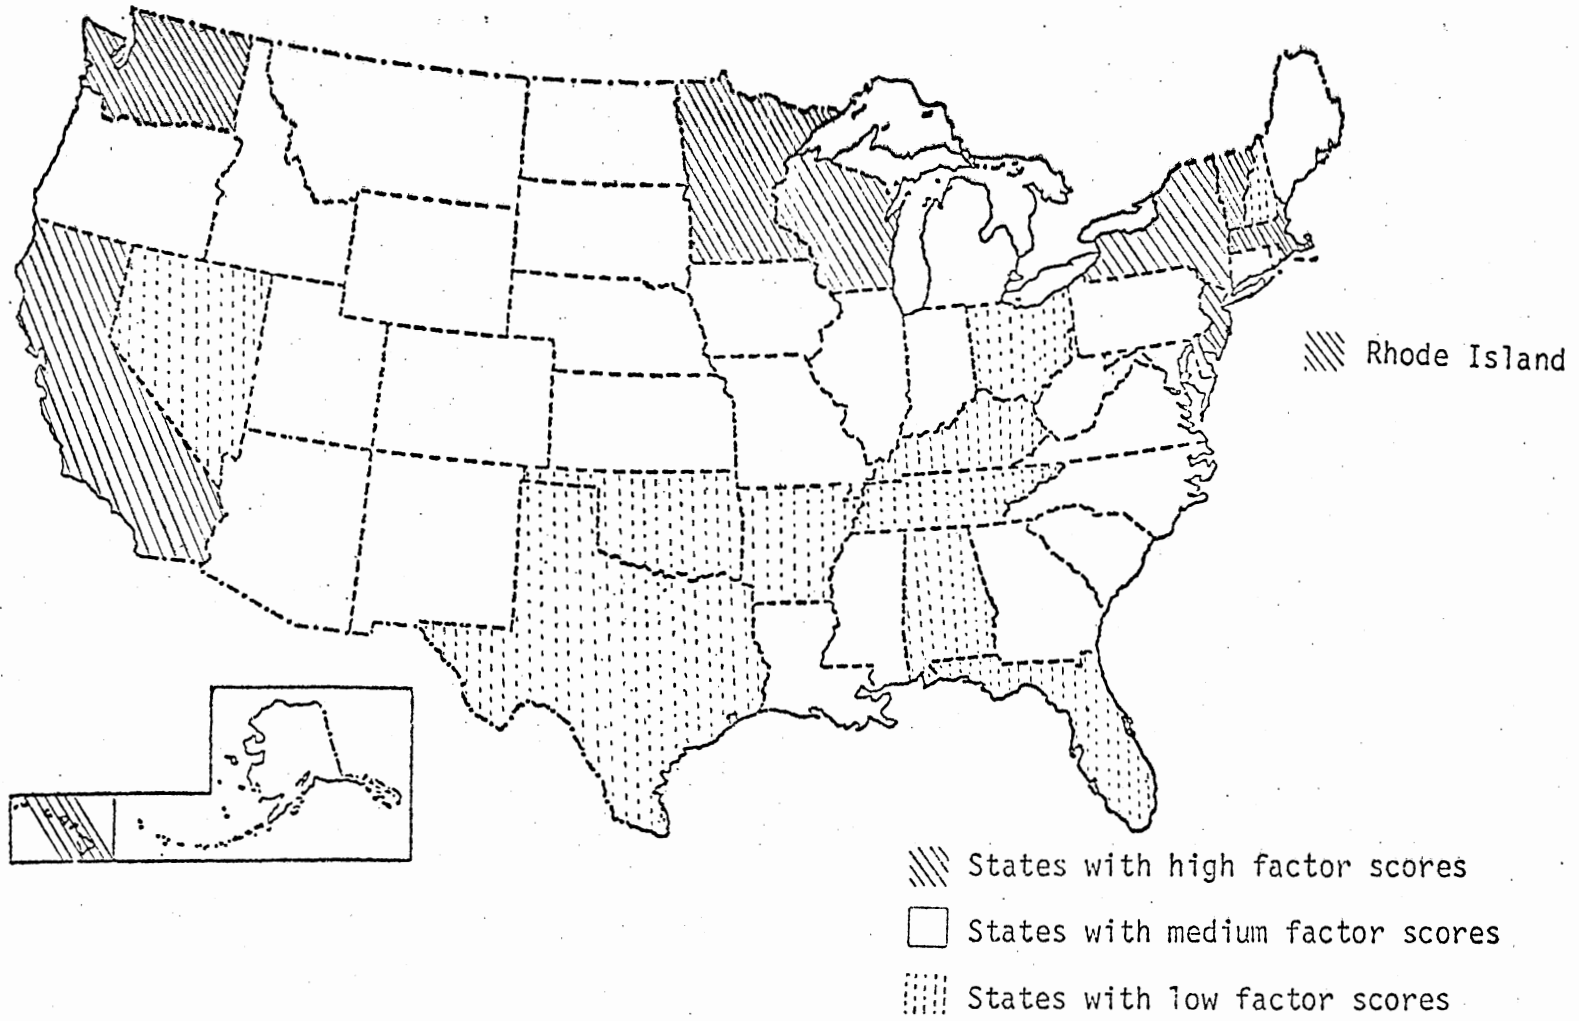 Rhode Island
States with high factor scores
States with medium factor scores
States with low factor scores